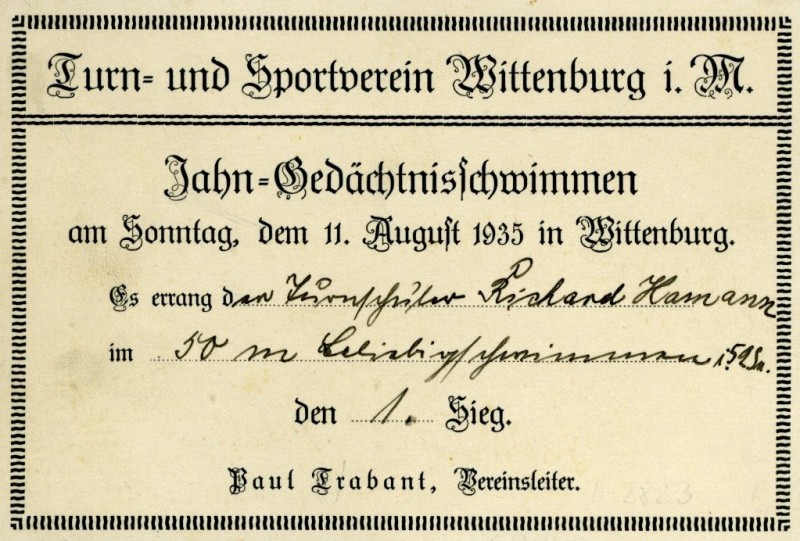 Turn- und Sportverein Wittenburg i. M.
Jahn-Gedächtnisschwimmen
am Sonntag, dem 11. August 1935 in Wittenburg.
Es errang der Turnschüler Richard Hamann
im 50 m beliebigschwimmen
den 1. Sieg.
Paul Trabant, Vereinsleiter.